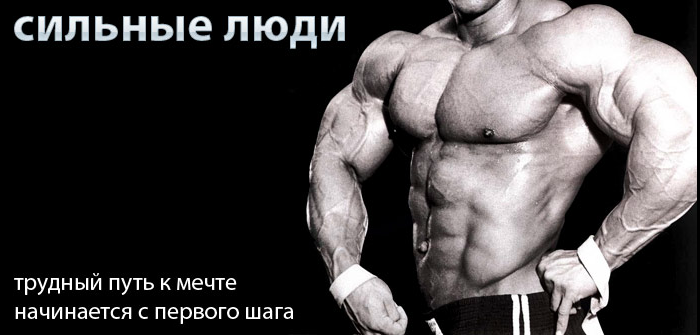 сильные люди
трудный путь к мечте
начинается с первого шага